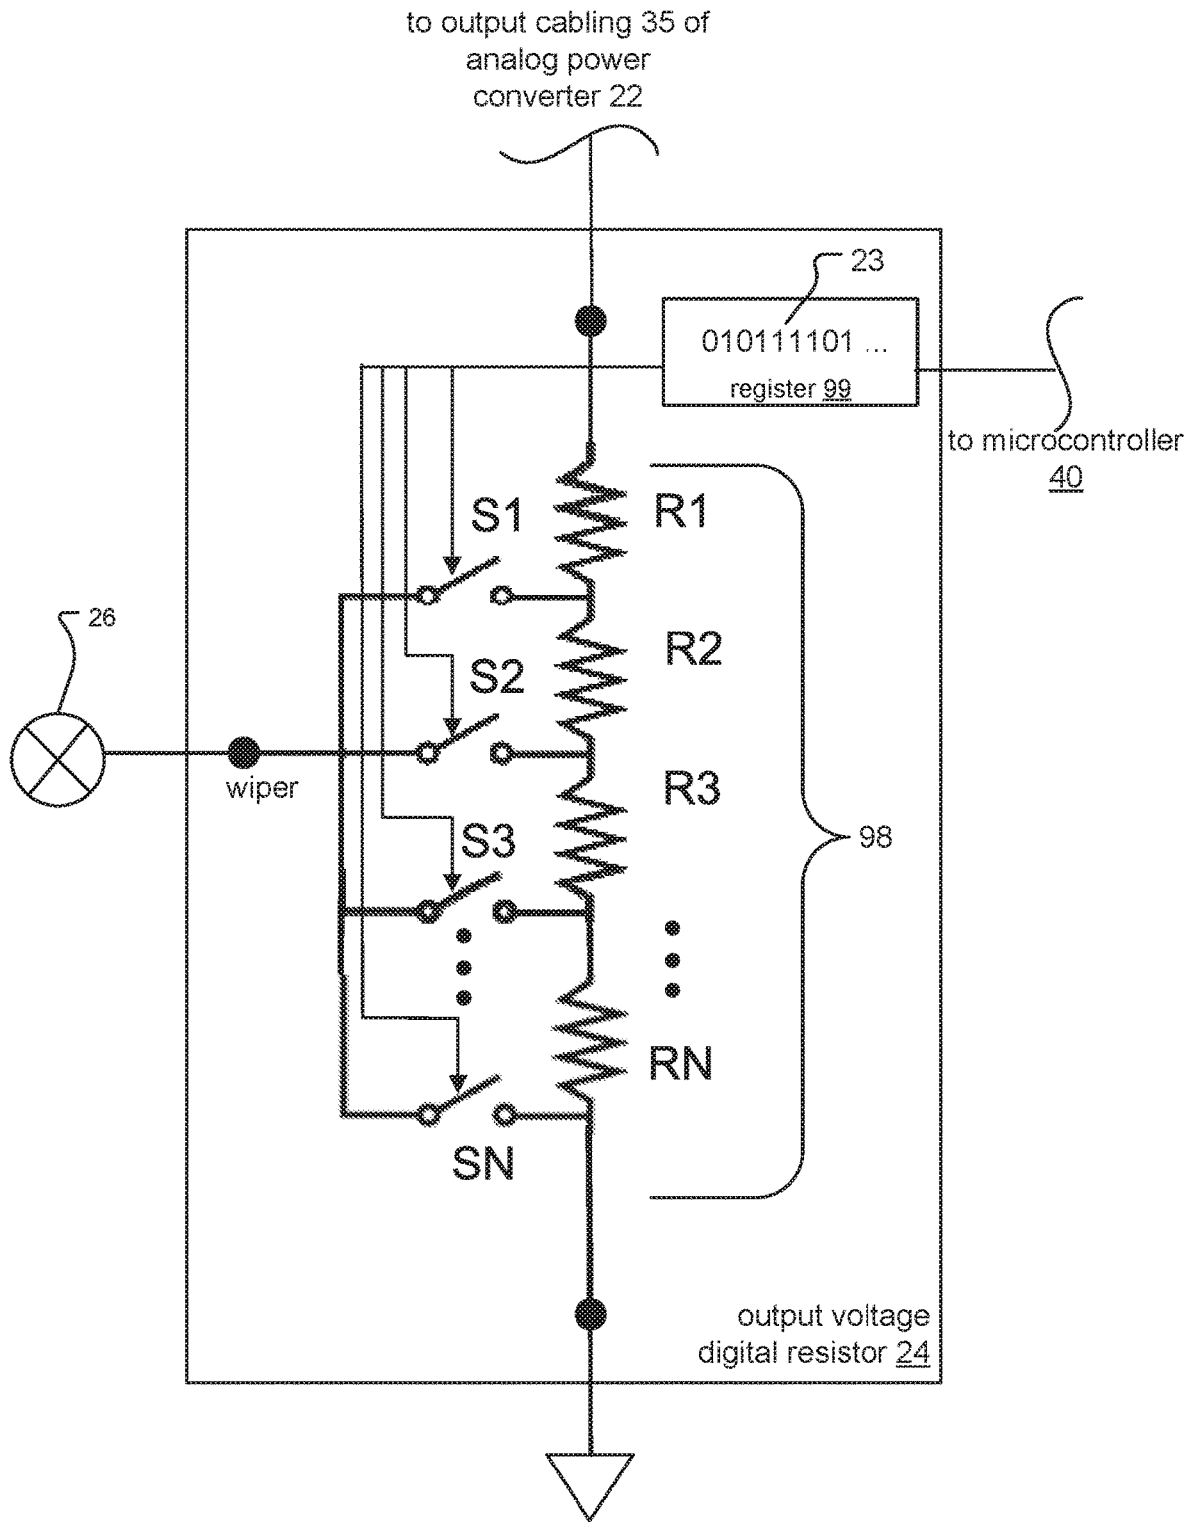 to output cabling 35 of
analog power
converter 22
23
010111101 ...
register 99
to microcontroller
40
S1
R1
26
S2
R2
wiper
R3
S3
98
RN
SN
output voltage
digital resistor 24